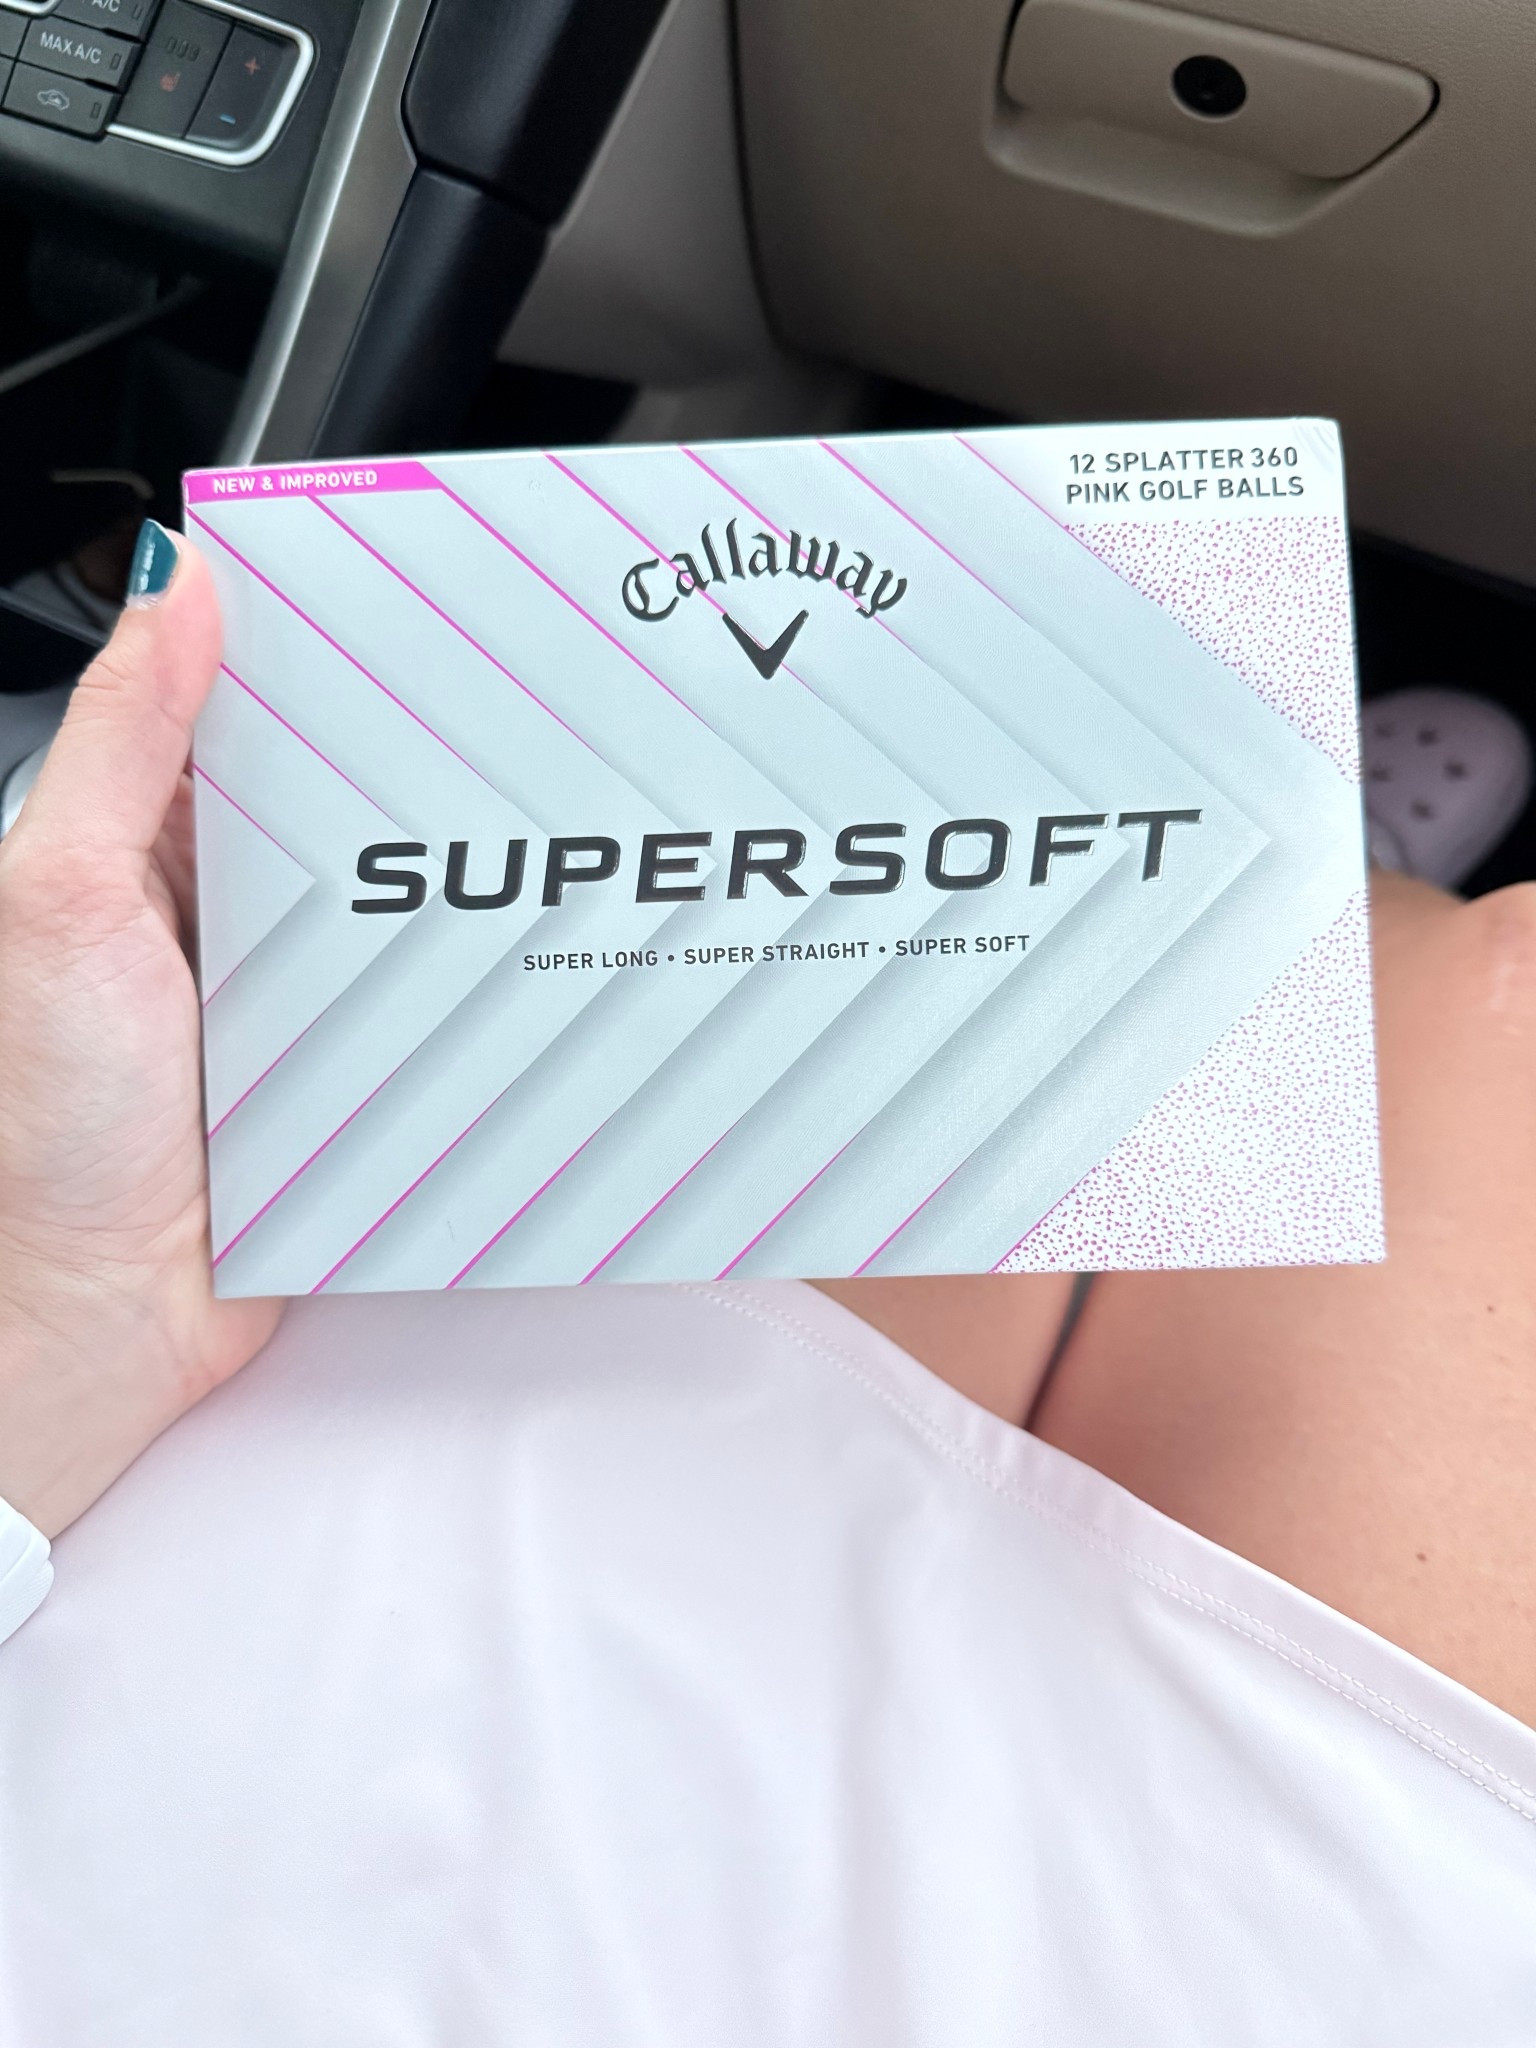 A/C
MAX A/C
NEW & IMPROVED
12 SPLATTER 360
PINK GOLF BALLS
Callaway
SUPERSOFT
SUPER LONG • SUPER STRAIGHT • SUPER SOFT